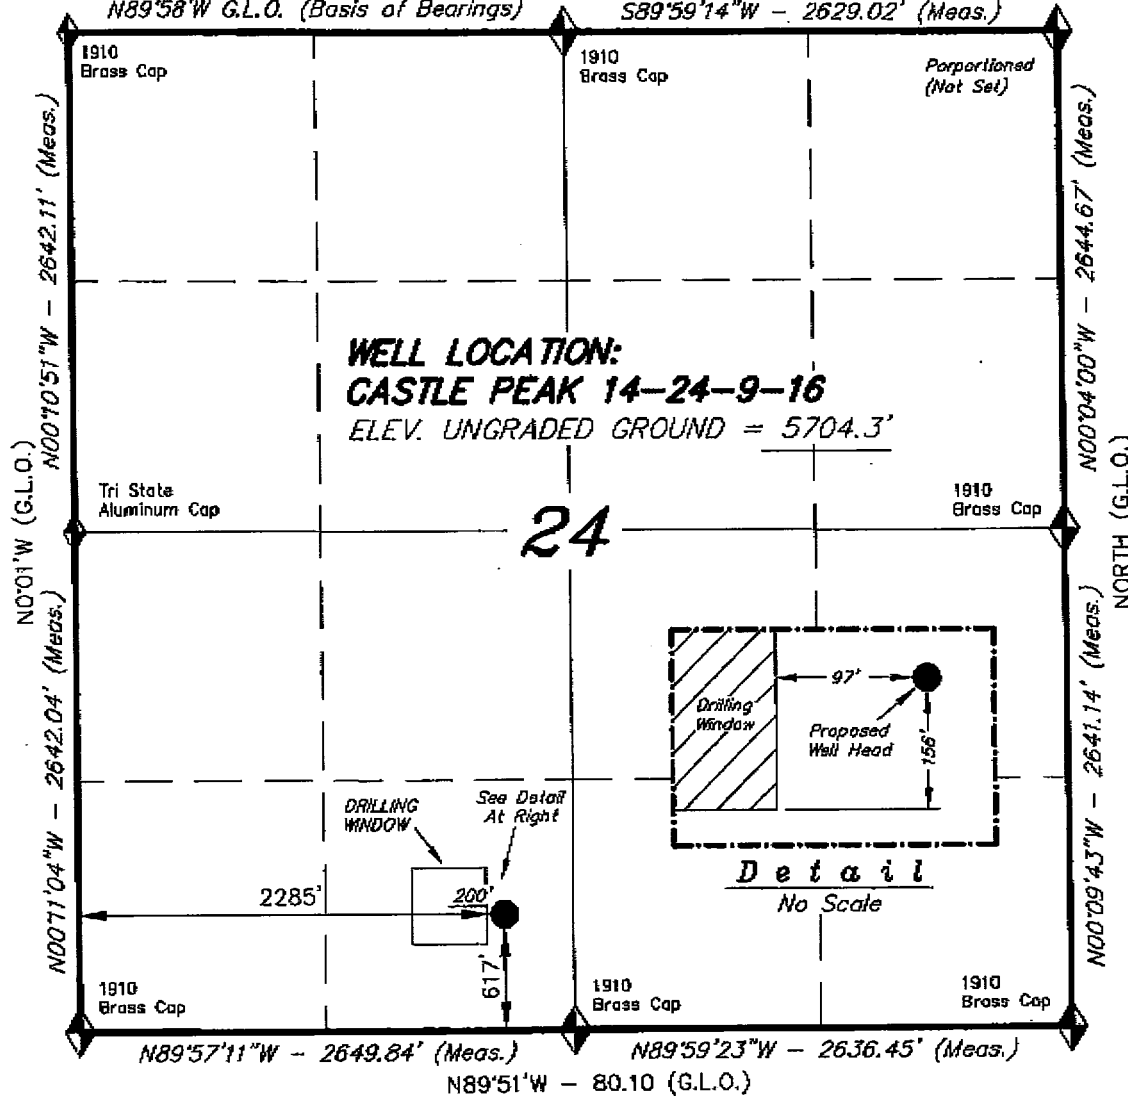 N89°58'W G.L.O. (Basis of Bearings)
S89°59'14"W – 2629.02' (Meas.)
1910
Brass Cap
1910
Brass Cap
Porportioned
(Not Set)
N00°10'51"W – 2642.11' (Meas.)
N00°04'00"W – 2644.67' (Meas.)
WELL LOCATION:
CASTLE PEAK 14–24–9–16
ELEV. UNGRADED GROUND = 5704.3'
N0°01'W (G.L.O.)
NORTH (G.L.O.)
Tri State
Aluminum Cap
1910
Brass Cap
24
N00°11'04"W – 2642.04' (Meas.)
N00°09'43"W – 2641.14' (Meas.)
Drilling
Window
97'
Proposed
Well Head
156'
Detail
No Scale
DRILLING
WINDOW
See Detail
At Right
2285'
200'
617'
1910
Brass Cap
1910
Brass Cap
1910
Brass Cap
N89°57'11"W – 2649.84' (Meas.)
N89°59'23"W – 2636.45' (Meas.)
N89°51'W – 80.10 (G.L.O.)